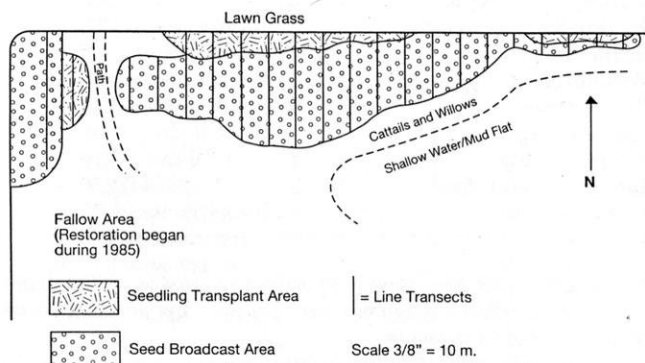 Lawn Grass
Path
Cattails and Willows
Shallow Water/Mud Flat
N
Fallow Area
(Restoration began
during 1985)
Seedling Transplant Area
= Line Transects
Seed Broadcast Area
Scale 3/8" = 10 m.